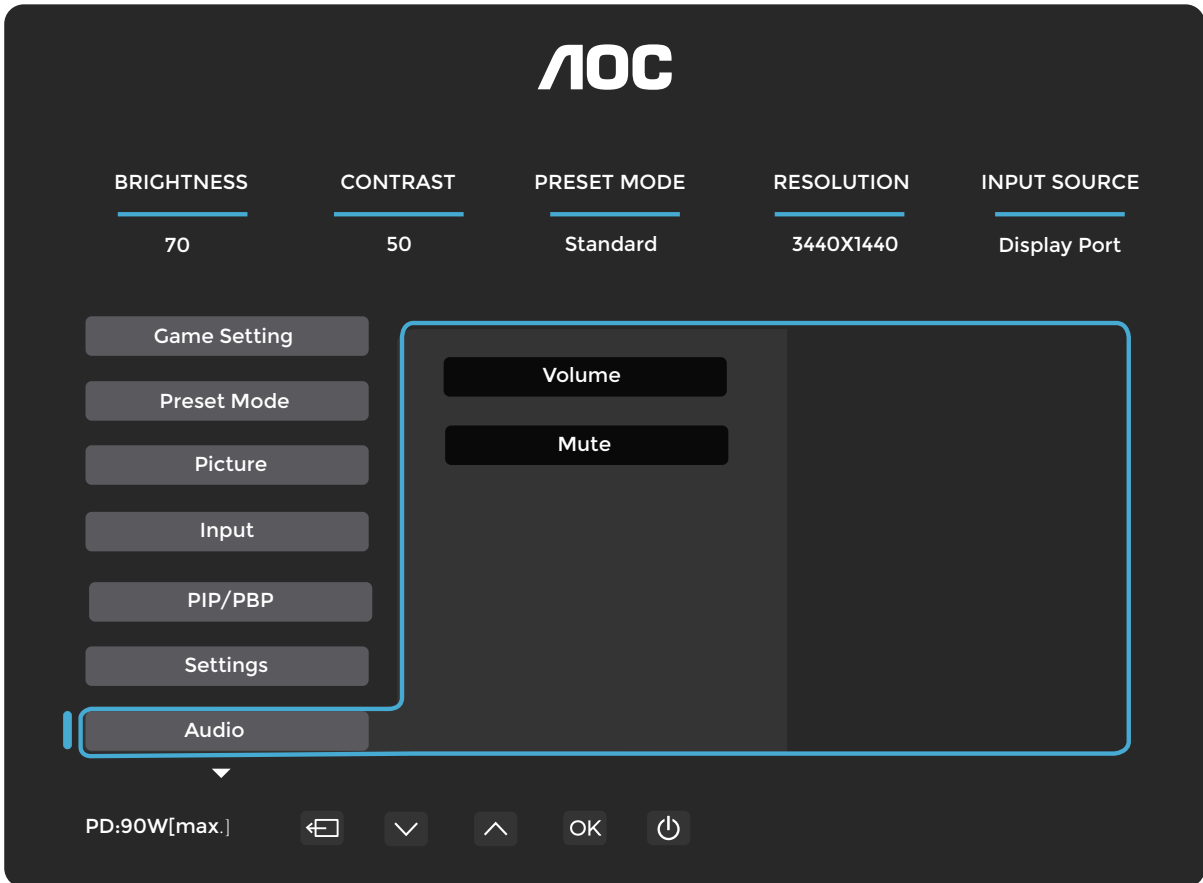 AOC
BRIGHTNESS CONTRAST PRESET MODE RESOLUTION INPUT SOURCE
70 50 Standard 3440X1440 Display Port
Game Setting
Preset Mode
Picture
Input
PIP/PBP
Settings
Audio
Volume
Mute
PD:90W[max.] OK